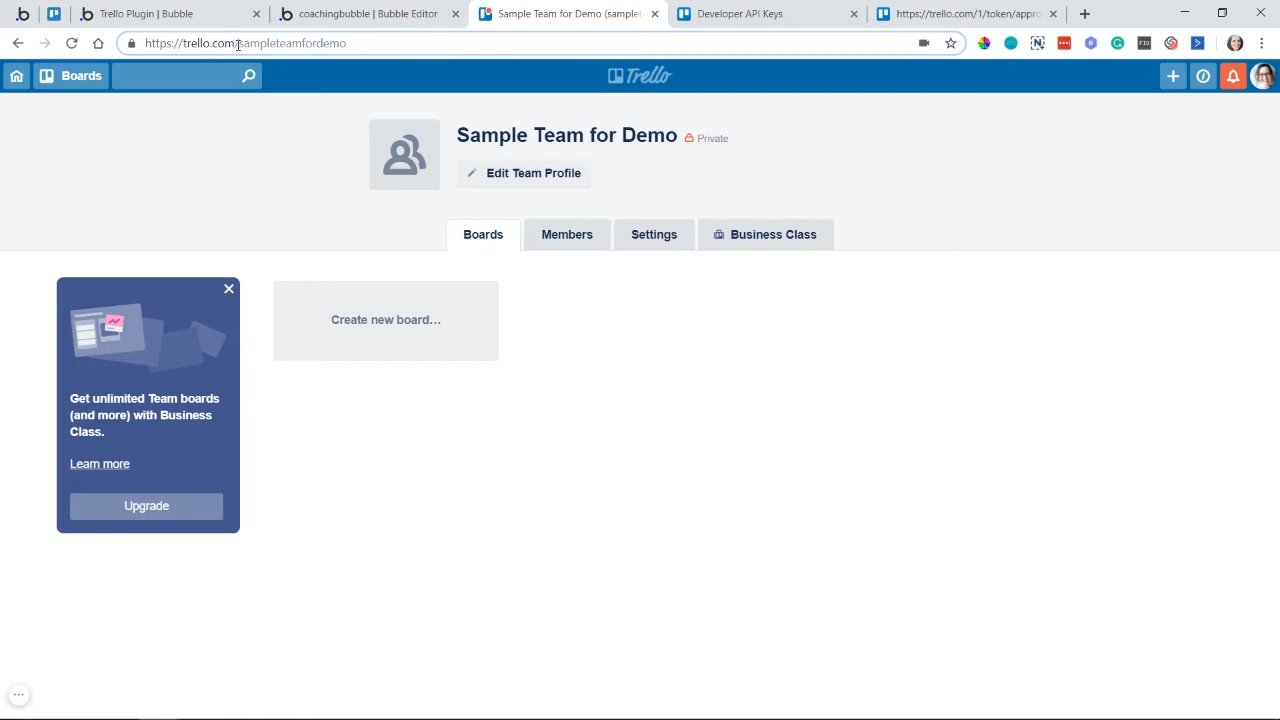 Trello Plugin | Bubble
coachingbubble | Bubble Editor
Sample Team for Demo (samplet
Developer API Keys
https://trello.com/1/token/appro
https://trello.com/sampleteamfordemo
Boards
Trello
Sample Team for Demo
Private
Edit Team Profile
Boards
Members
Settings
Business Class
Get unlimited Team boards
(and more) with Business
Class.
Learn more
Upgrade
Create new board…